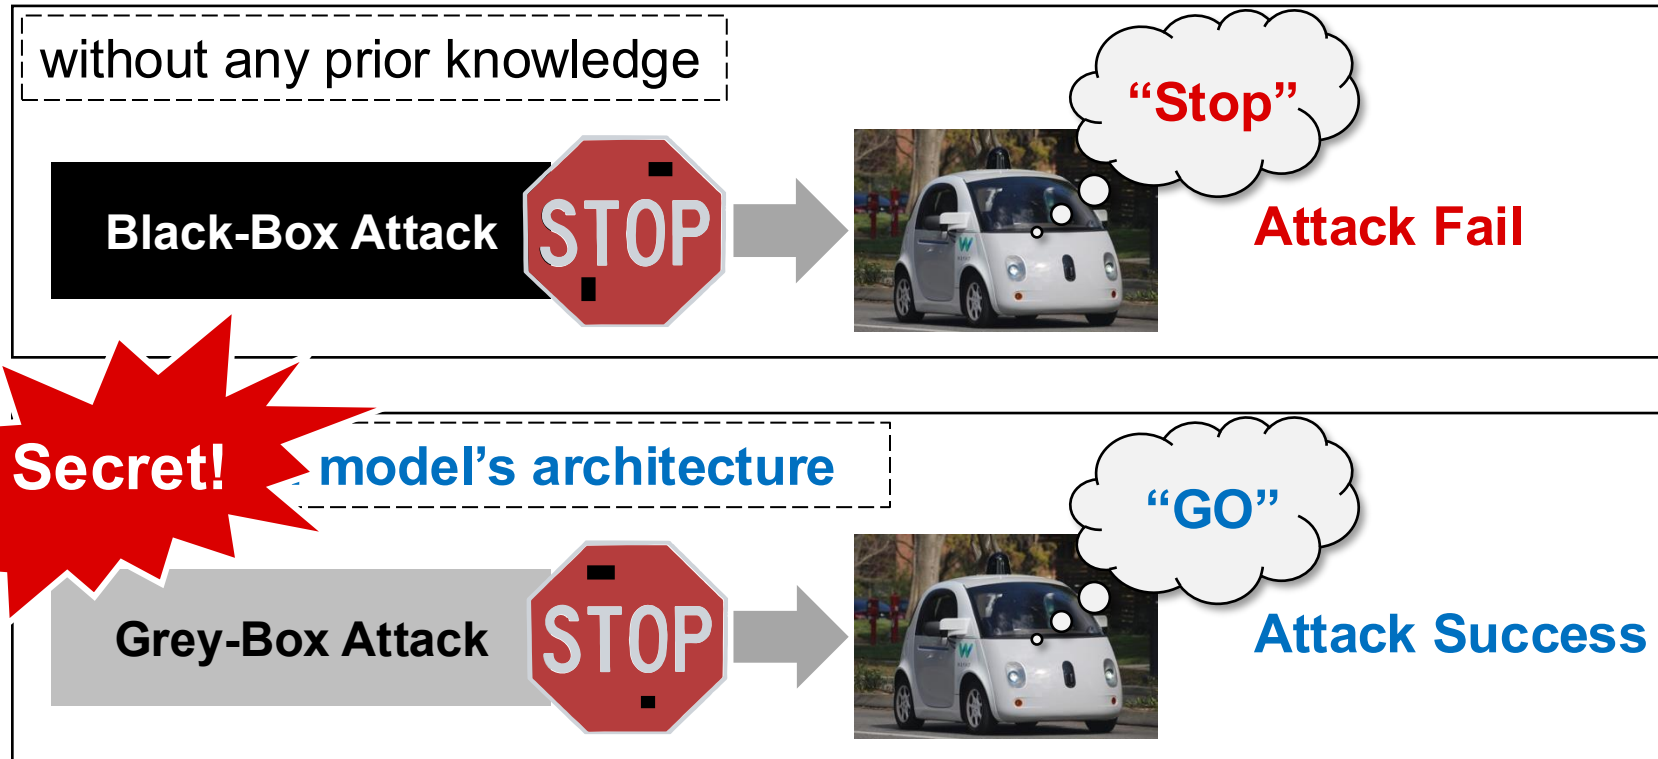 without any prior knowledge
“Stop”
Black-Box Attack
STOP
Attack Fail
Secret!
model’s architecture
“GO”
Grey-Box Attack
STOP
Attack Success